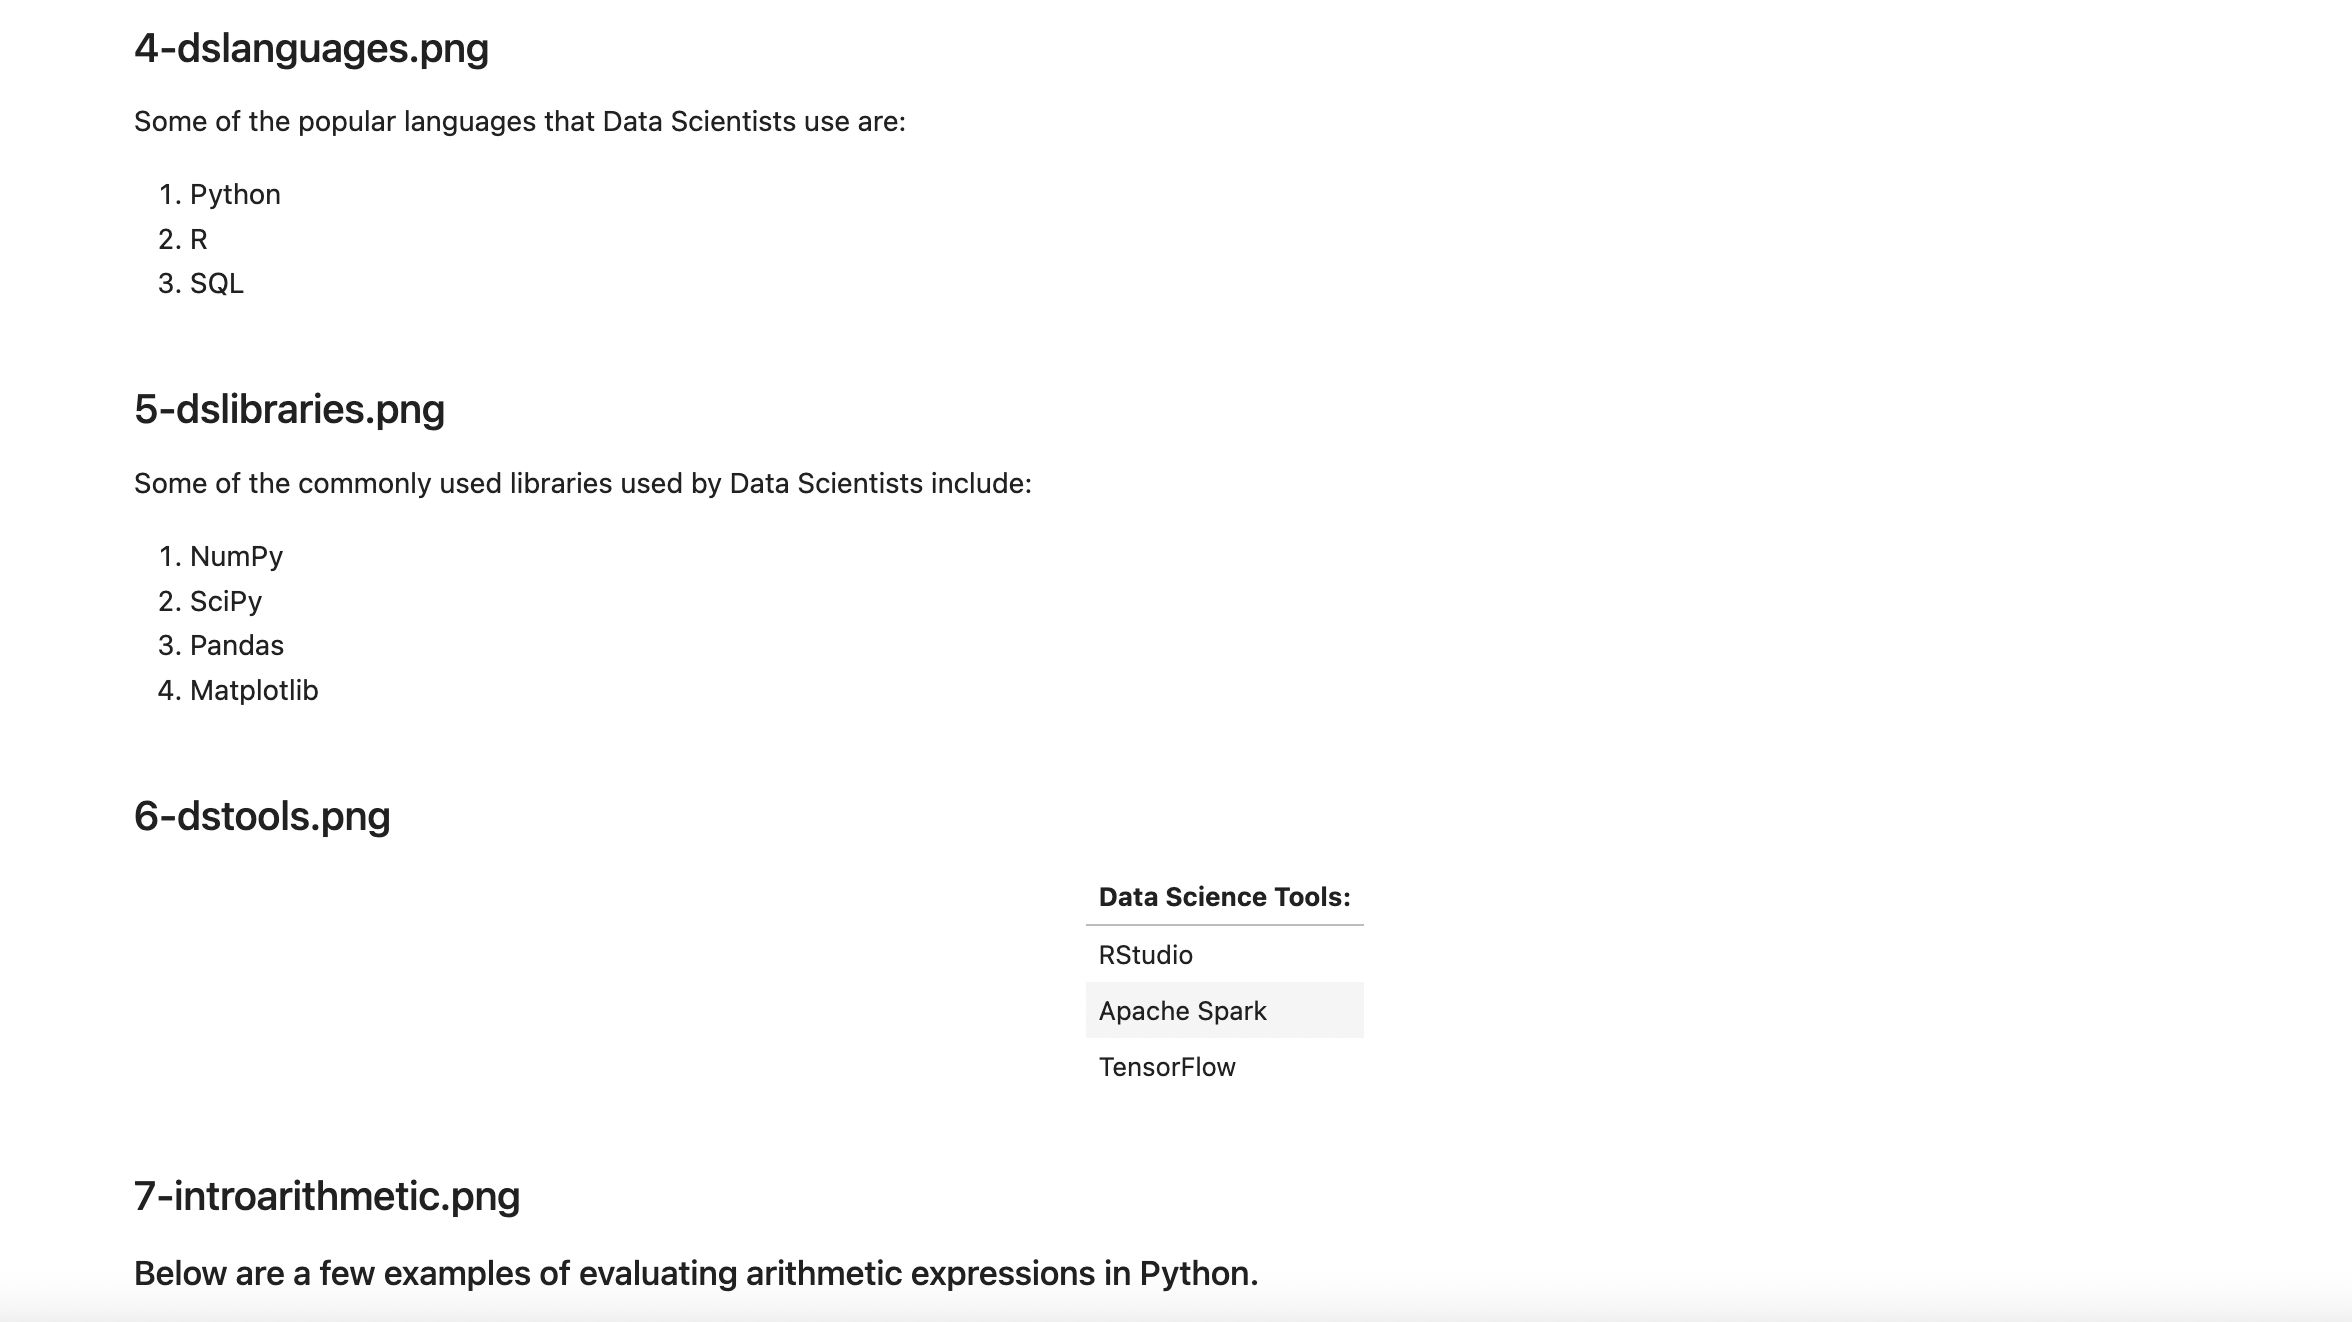 4-dslanguages.png
Some of the popular languages that Data Scientists use are:
1. Python
2. R
3. SQL
5-dslibraries.png
Some of the commonly used libraries used by Data Scientists include:
1. NumPy
2. SciPy
3. Pandas
4. Matplotlib
6-dstools.png
Data Science Tools:
RStudio
Apache Spark
TensorFlow
7-introarithmetic.png
Below are a few examples of evaluating arithmetic expressions in Python.